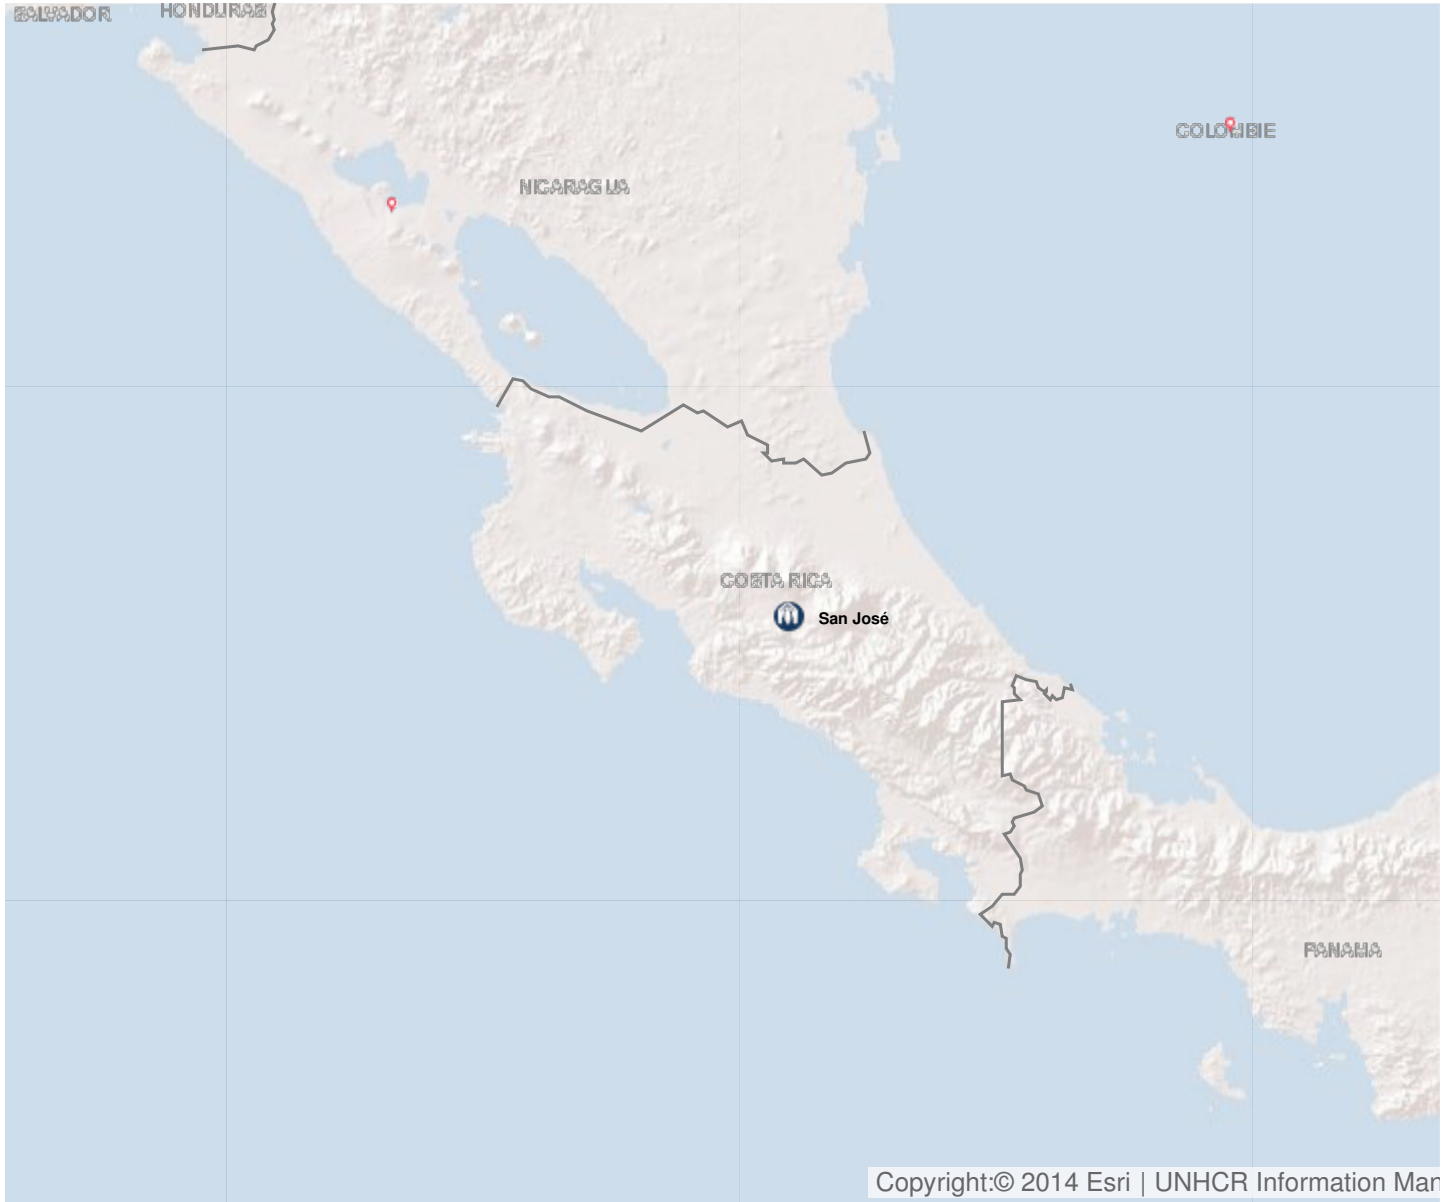 SALVADOR
HONDURAS
COLOMBIE
NICARAGUA
COSTA RICA
San José
PANAMA
Copyright:© 2014 Esri | UNHCR Information Man